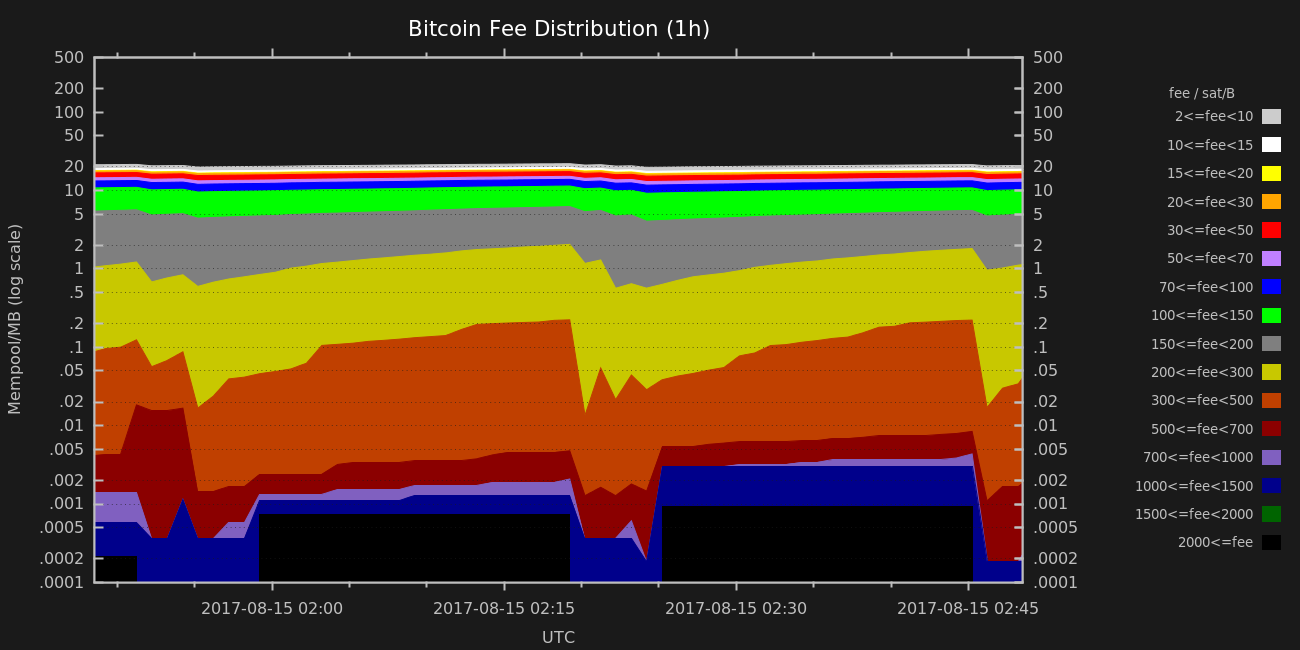 Bitcoin Fee Distribution (1h)
Mempool/MB (log scale)
500
200
100
50
20
10
5
2
1
.5
.2
.1
.05
.02
.01
.005
.002
.001
.0005
.0002
.0001
500
200
100
50
20
10
5
2
1
.5
.2
.1
.05
.02
.01
.005
.002
.001
.0005
.0002
.0001
2017-08-15 02:00
2017-08-15 02:15
2017-08-15 02:30
2017-08-15 02:45
UTC
fee / sat/B
2<=fee<10
10<=fee<15
15<=fee<20
20<=fee<30
30<=fee<50
50<=fee<70
70<=fee<100
100<=fee<150
150<=fee<200
200<=fee<300
300<=fee<500
500<=fee<700
700<=fee<1000
1000<=fee<1500
1500<=fee<2000
2000<=fee